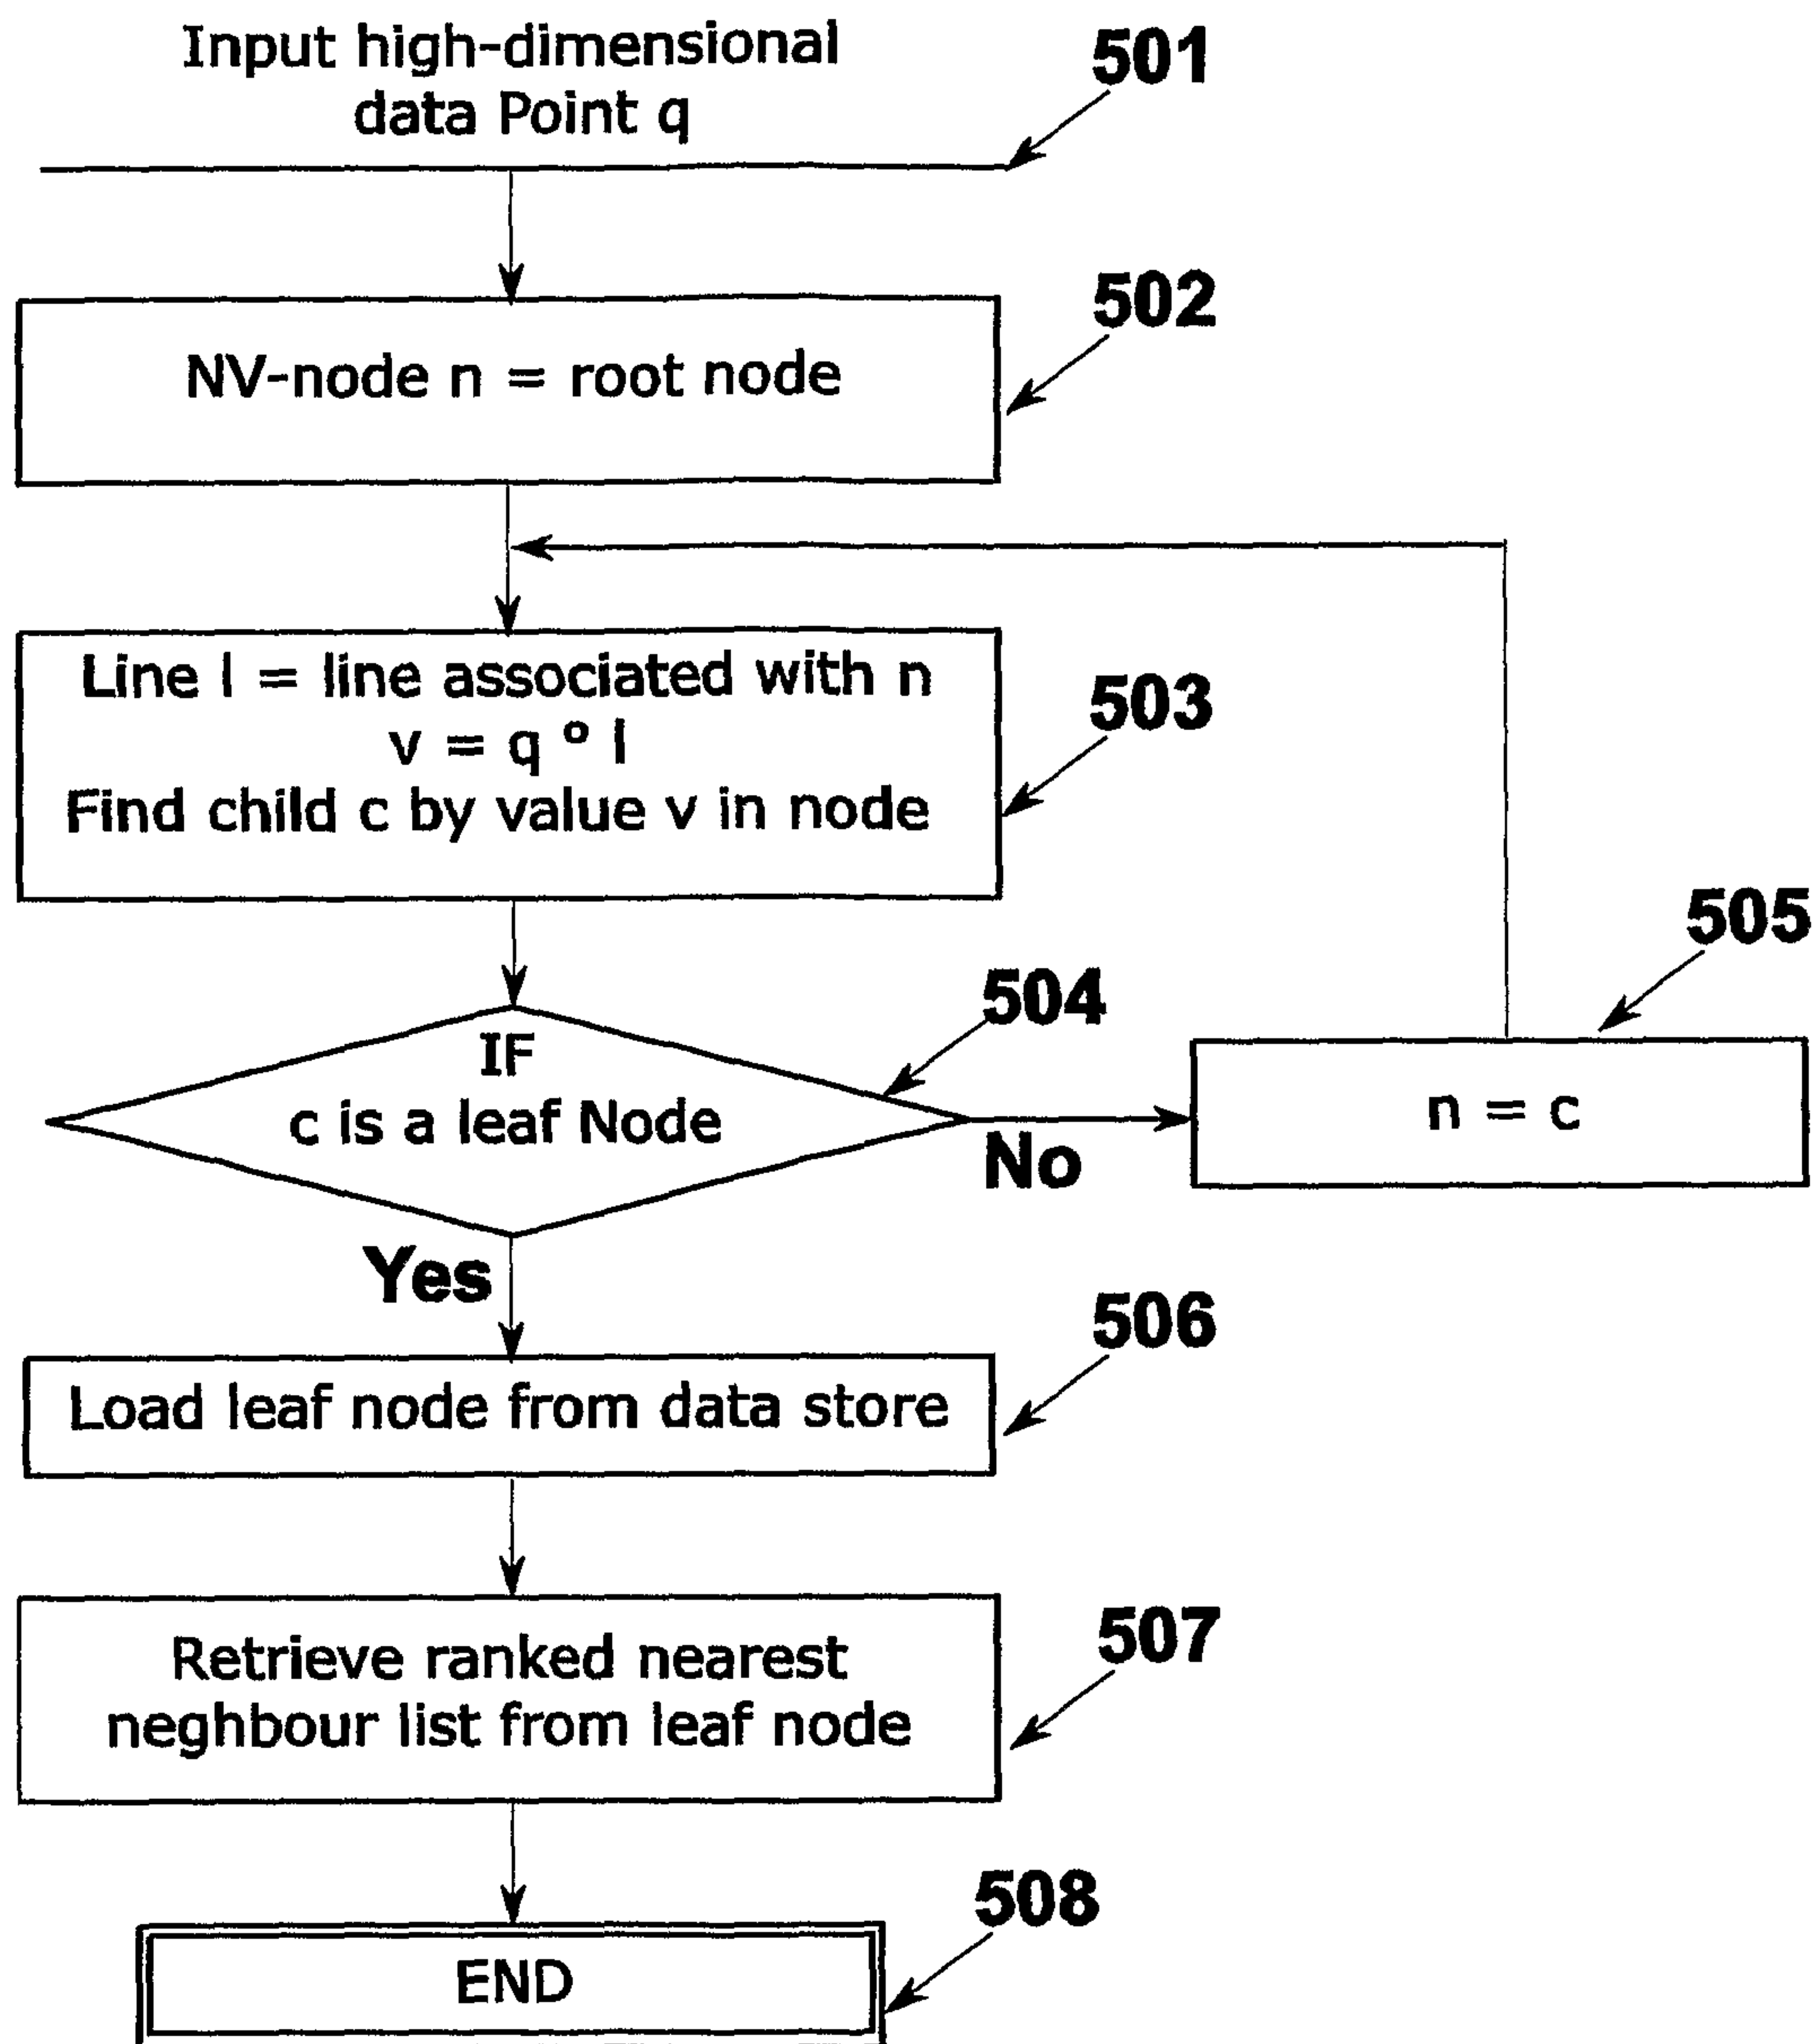 Input high-dimensional
data Point q
501
502
NV-node n = root node
Line l = line associated with n
v = q º l
Find child c by value v in node
503
505
504
IF
c is a leaf Node
No
n = c
Yes
506
Load leaf node from data store
507
Retrieve ranked nearest
neghbour list from leaf node
508
END